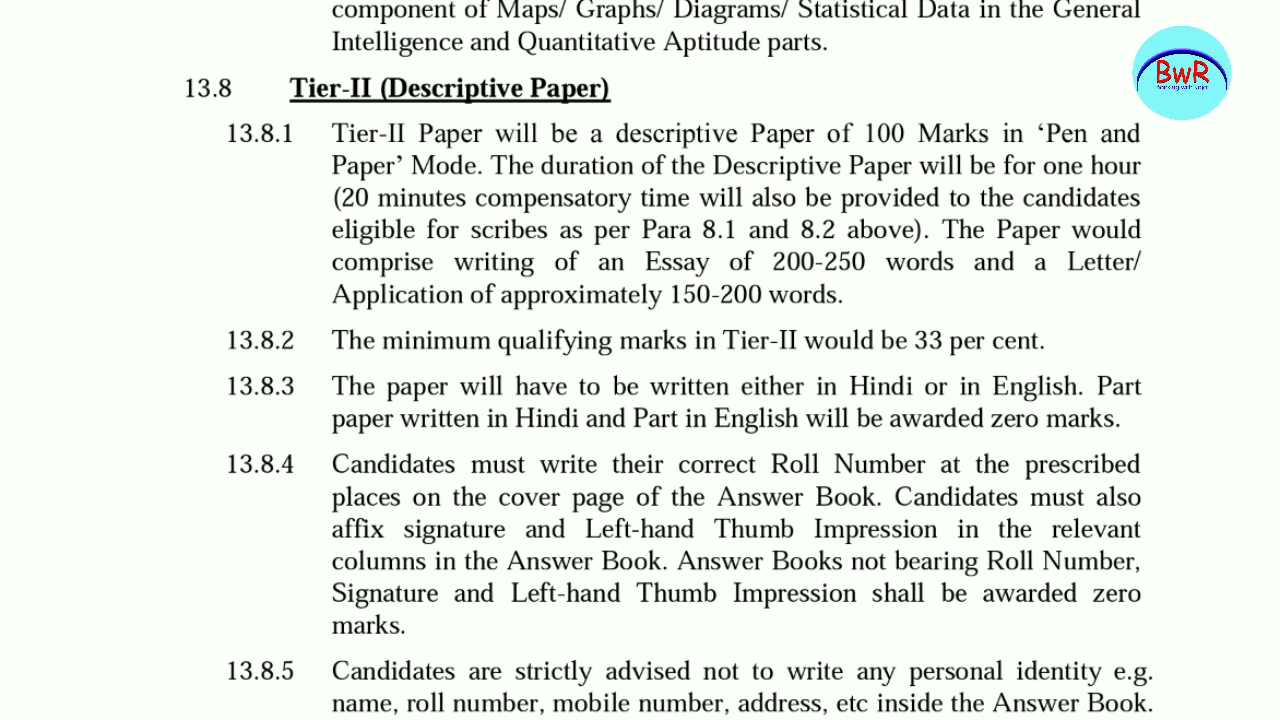 component of Maps/ Graphs/ Diagrams/ Statistical Data in the General
Intelligence and Quantitative Aptitude parts.
BwR
13.8 Tier-II (Descriptive Paper)
13.8.1 Tier-II Paper will be a descriptive Paper of 100 Marks in ‘Pen and
Paper’ Mode. The duration of the Descriptive Paper will be for one hour
(20 minutes compensatory time will also be provided to the candidates
eligible for scribes as per Para 8.1 and 8.2 above). The Paper would
comprise writing of an Essay of 200-250 words and a Letter/
Application of approximately 150-200 words.
13.8.2 The minimum qualifying marks in Tier-II would be 33 per cent.
13.8.3 The paper will have to be written either in Hindi or in English. Part
paper written in Hindi and Part in English will be awarded zero marks.
13.8.4 Candidates must write their correct Roll Number at the prescribed
places on the cover page of the Answer Book. Candidates must also
affix signature and Left-hand Thumb Impression in the relevant
columns in the Answer Book. Answer Books not bearing Roll Number,
Signature and Left-hand Thumb Impression shall be awarded zero
marks.
13.8.5 Candidates are strictly advised not to write any personal identity e.g.
name, roll number, mobile number, address, etc inside the Answer Book.